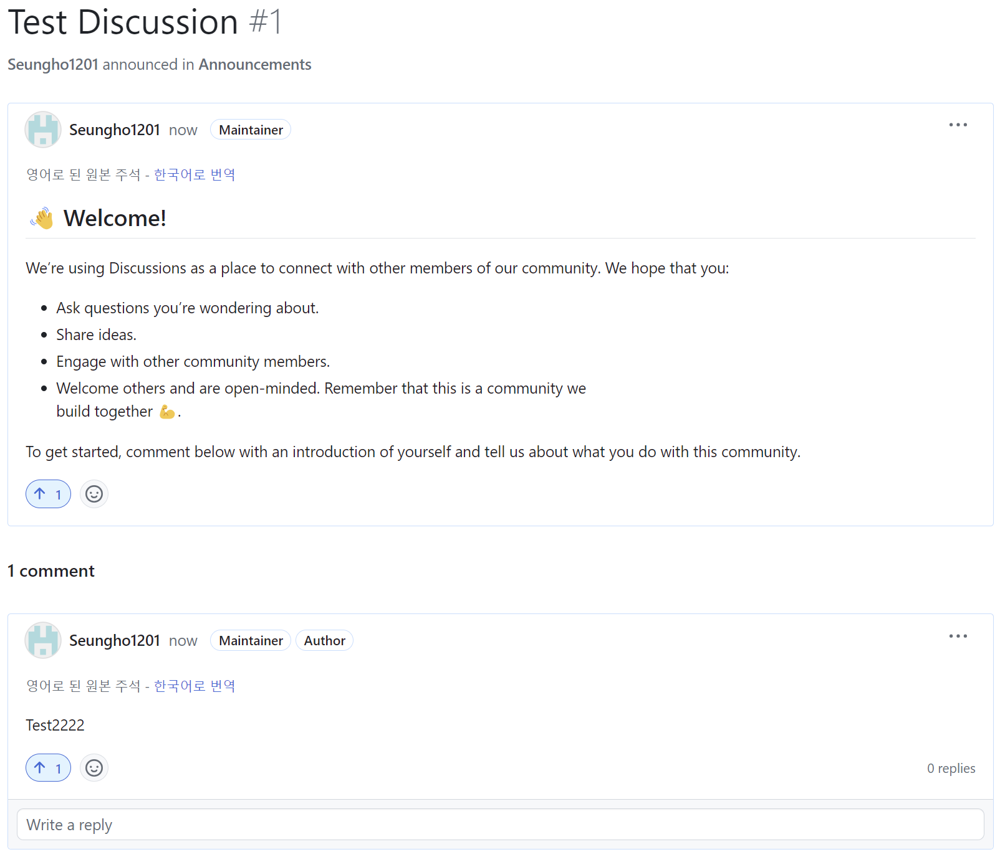 Test Discussion #1
Seungho1201 announced in Announcements
Seungho1201 now Maintainer
영어로 된 원본 주석 - 한국어로 번역
👋 Welcome!
We’re using Discussions as a place to connect with other members of our community. We hope that you:
• Ask questions you’re wondering about.
• Share ideas.
• Engage with other community members.
• Welcome others and are open-minded. Remember that this is a community we
build together 💪.
To get started, comment below with an introduction of yourself and tell us about what you do with this community.
↑ 1
1 comment
Seungho1201 now Maintainer Author
영어로 된 원본 주석 - 한국어로 번역
Test2222
↑ 1
0 replies
Write a reply